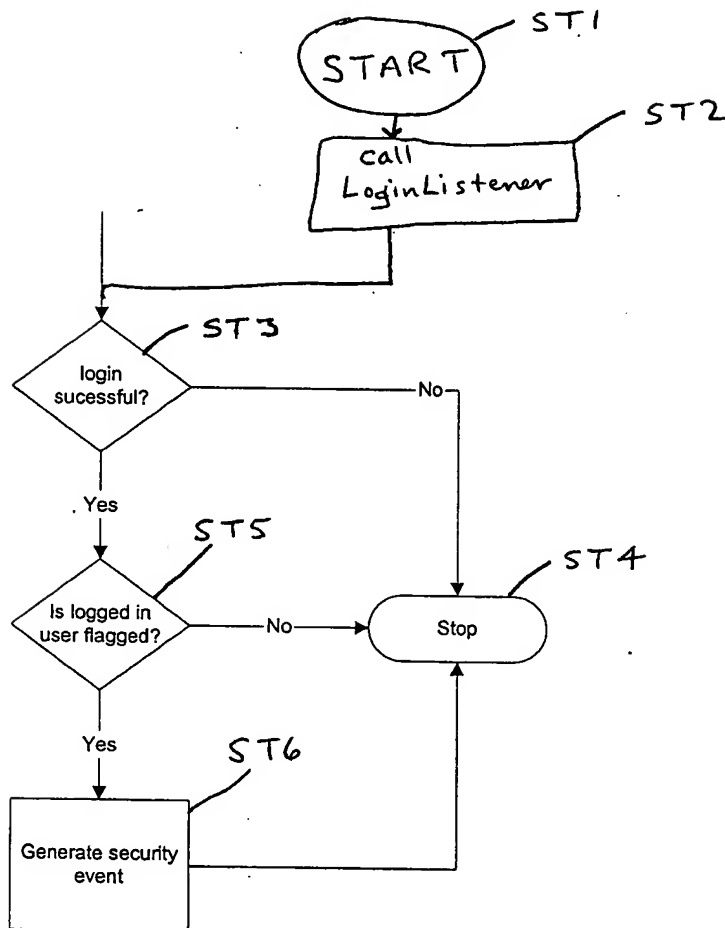 ST1
START
ST2
call
LoginListener
ST3
login
sucessful?
No
Yes
ST5
ST4
Is logged in
user flagged?
No
Stop
Yes
ST6
Generate security
event